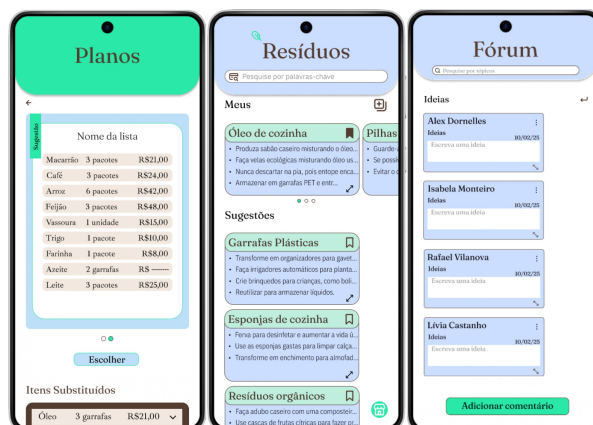 Planos
Sugestão
Nome da lista
Macarrão 3 pacotes R$21,00
Café 3 pacotes R$24,00
Arroz 6 pacotes R$42,00
Feijão 3 pacotes R$48,00
Vassoura 1 unidade R$15,00
Trigo 1 pacote R$10,00
Farinha 1 pacote R$8,00
Azeite 2 garrafas R$ -------
Leite 3 pacotes R$25,00
Escolher
Itens Substituídos
Óleo 3 garrafas R$21,00
Resíduos
Pesquise por palavras-chave
Meus
Óleo de cozinha
Produza sabão caseiro misturando o óleo...
Faça velas ecológicas misturando óleo us...
Nunca descartar na pia, pois entope enca...
Armazenar em garrafas PET e entr...
Pilhas
Guarde-
Se possív
Evitar o c
Sugestões
Garrafas Plásticas
Transforme em organizadores para gavet...
Faça irrigadores automáticos para planta...
Crie brinquedos para crianças, como boli...
Reutilizar para armazenar líquidos.
Esponjas de cozinha
Ferva para desinfetar e aumentar a vida ú...
Use as esponjas gastas para limpar calça...
Transforme em enchimento para almofad...
Resíduos orgânicos
Faça adubo caseiro com uma composteir...
Use cascas de frutas cítricas para fazer pr...
Fórum
Pesquise por tópicos
Ideias
Alex Dornelles
Ideias
10/02/25
Escreva uma ideia
Isabela Monteiro
Ideias
10/02/25
Escreva uma ideia
Rafael Vilanova
Ideias
10/02/25
Escreva uma ideia
Lívia Castanho
Ideias
10/02/25
Escreva uma ideia
Adicionar comentário